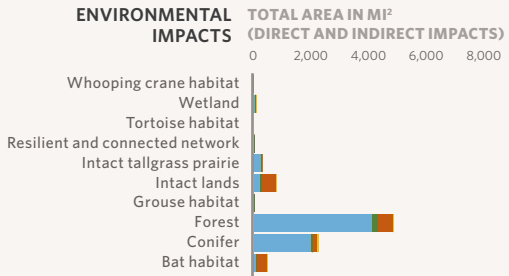 ENVIRONMENTAL IMPACTS
TOTAL AREA IN MI²
(DIRECT AND INDIRECT IMPACTS)
0 2,000 4,000 6,000 8,000
Whooping crane habitat
Wetland
Tortoise habitat
Resilient and connected network
Intact tallgrass prairie
Intact lands
Grouse habitat
Forest
Conifer
Bat habitat